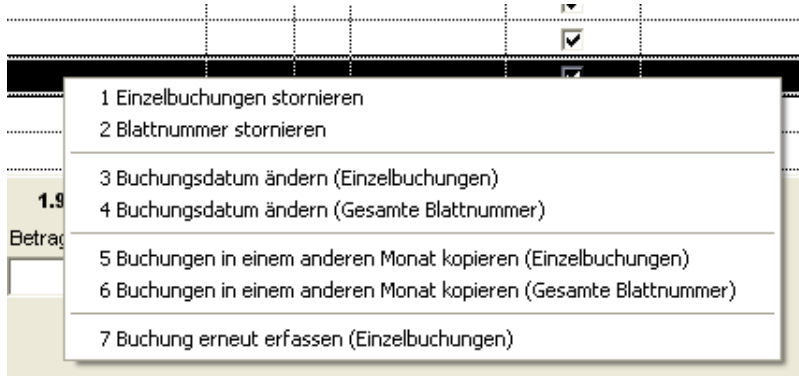 1 Einzelbuchungen stornieren
2 Blattnummer stornieren
3 Buchungsdatum ändern (Einzelbuchungen)
4 Buchungsdatum ändern (Gesamte Blattnummer)
1.9
Betrag
5 Buchungen in einem anderen Monat kopieren (Einzelbuchungen)
6 Buchungen in einem anderen Monat kopieren (Gesamte Blattnummer)
7 Buchung erneut erfassen (Einzelbuchungen)